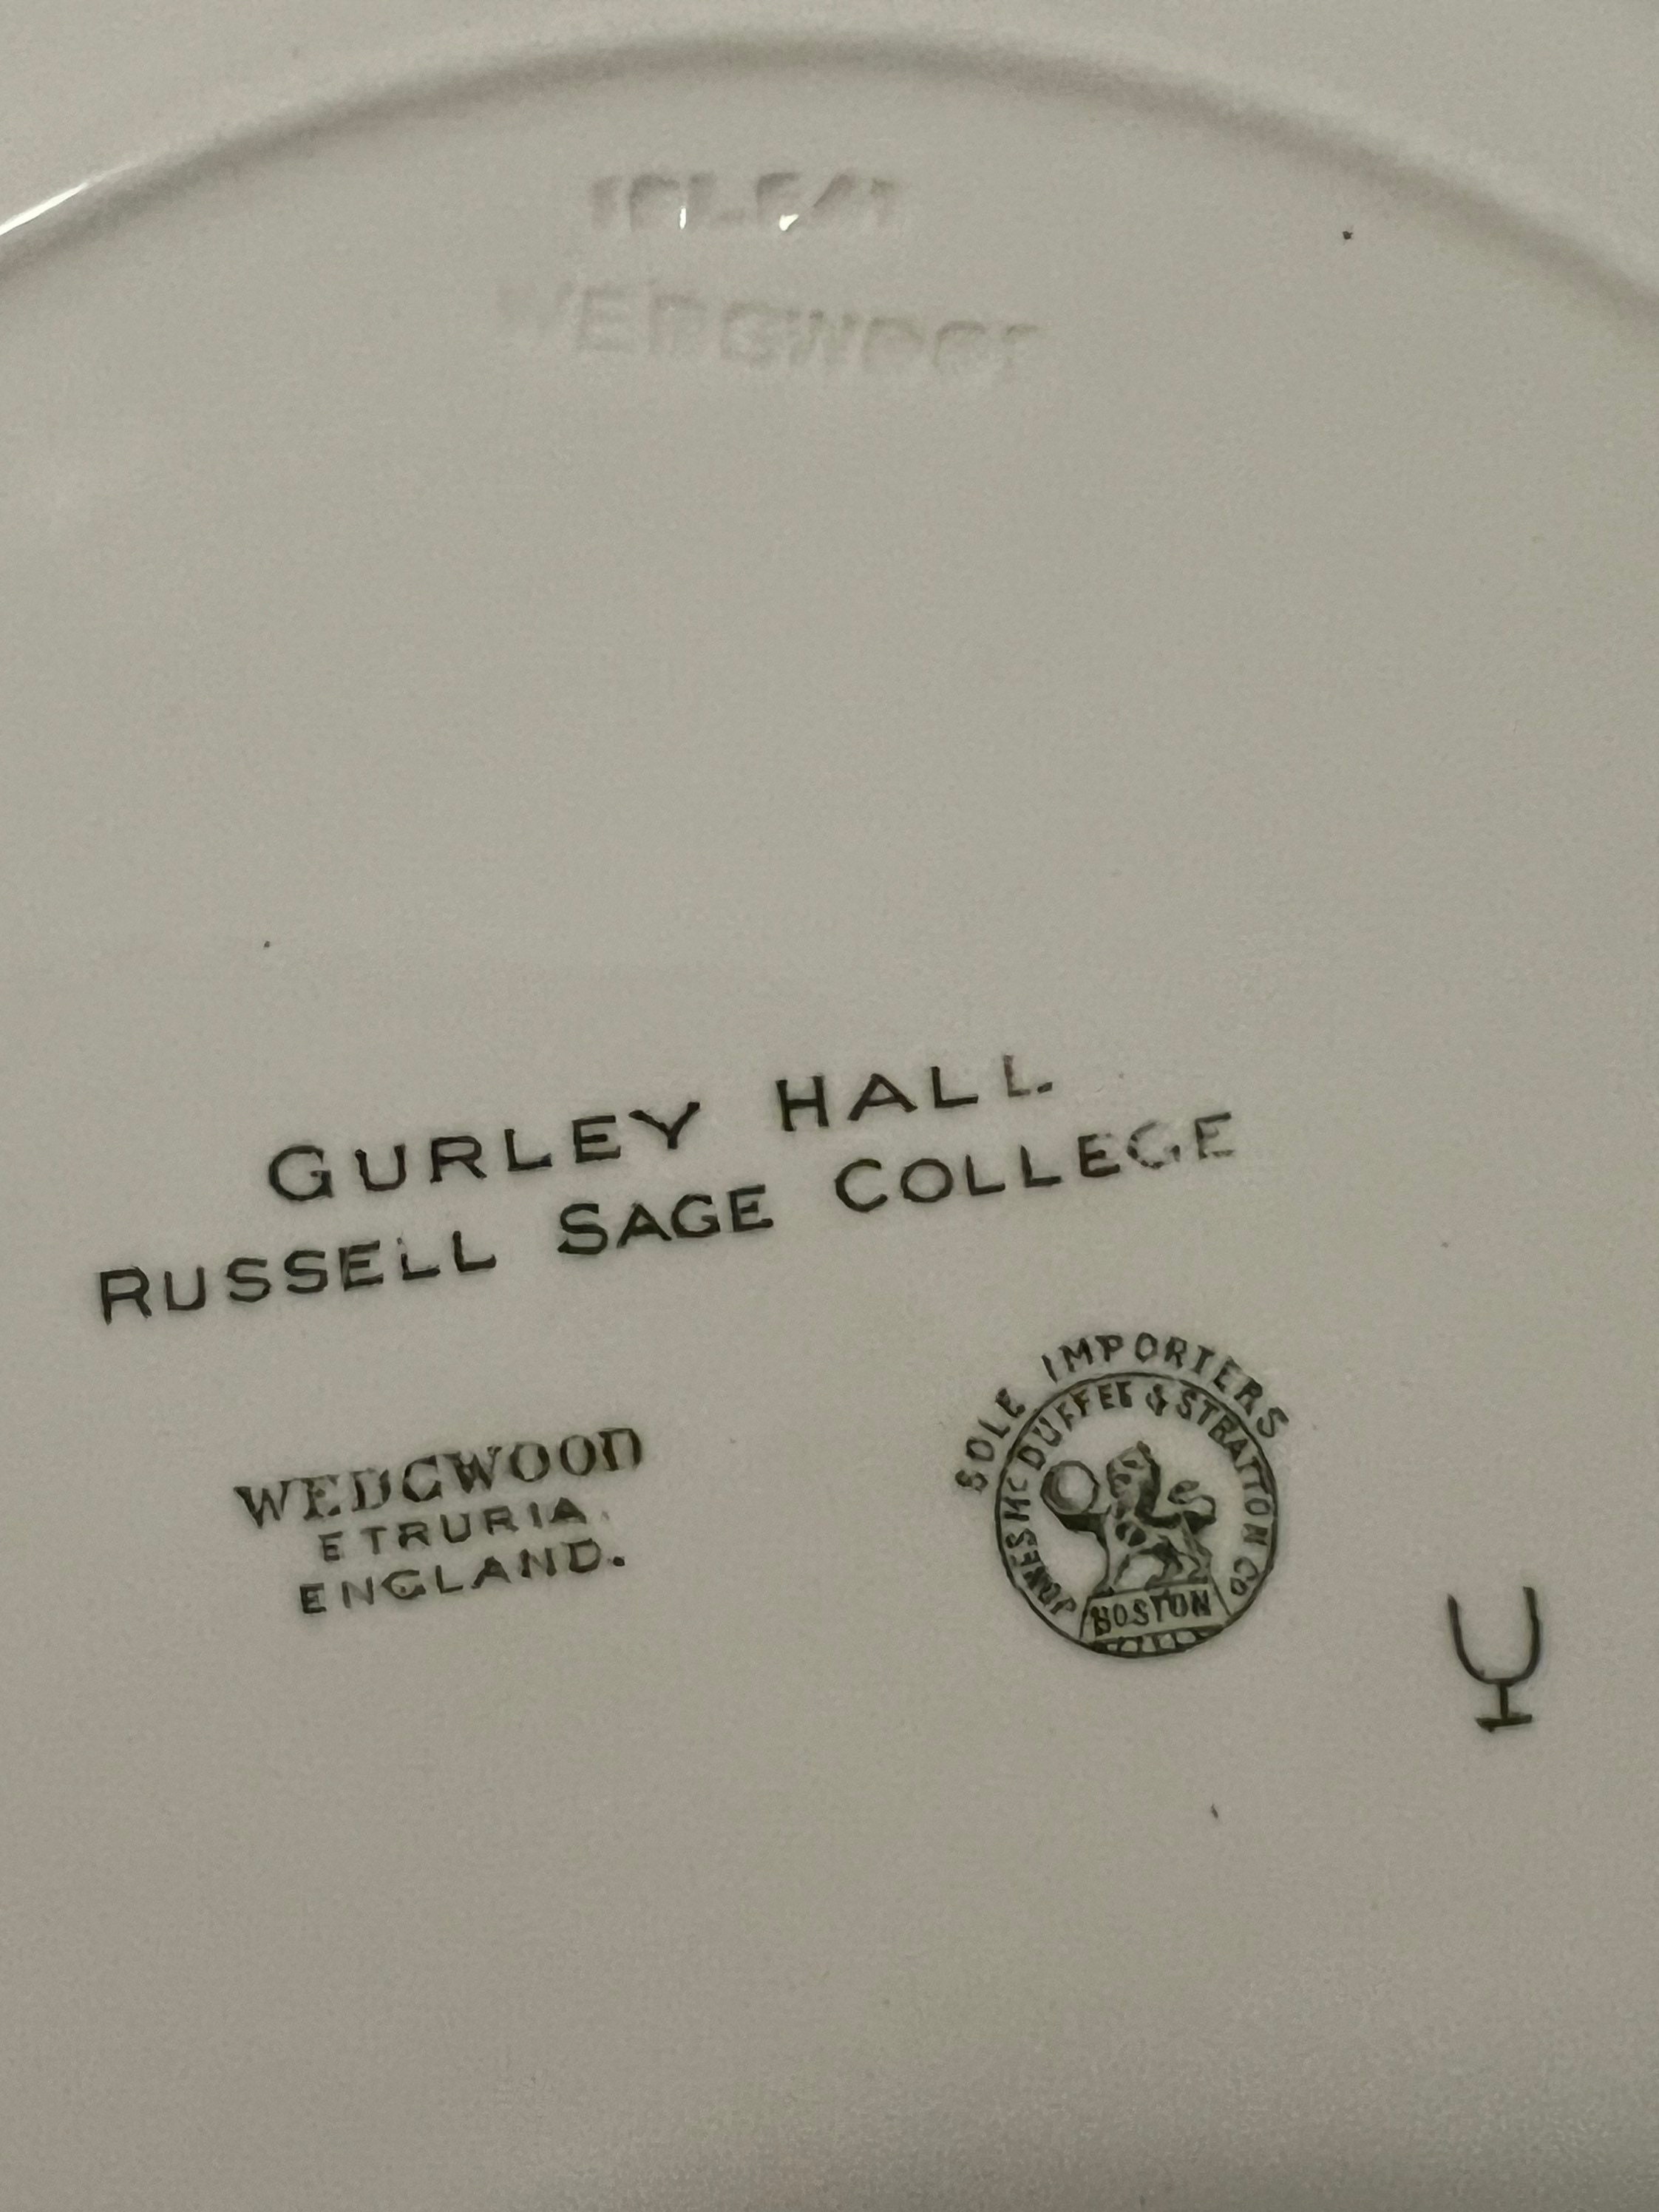 WEDGWOOD
GURLEY HALL
RUSSELL SAGE COLLEGE
WEDGWOOD
ETRURIA
ENGLAND.
SOLE IMPORTERS
JONES McDUFFEE & STRATTON CO
BOSTON